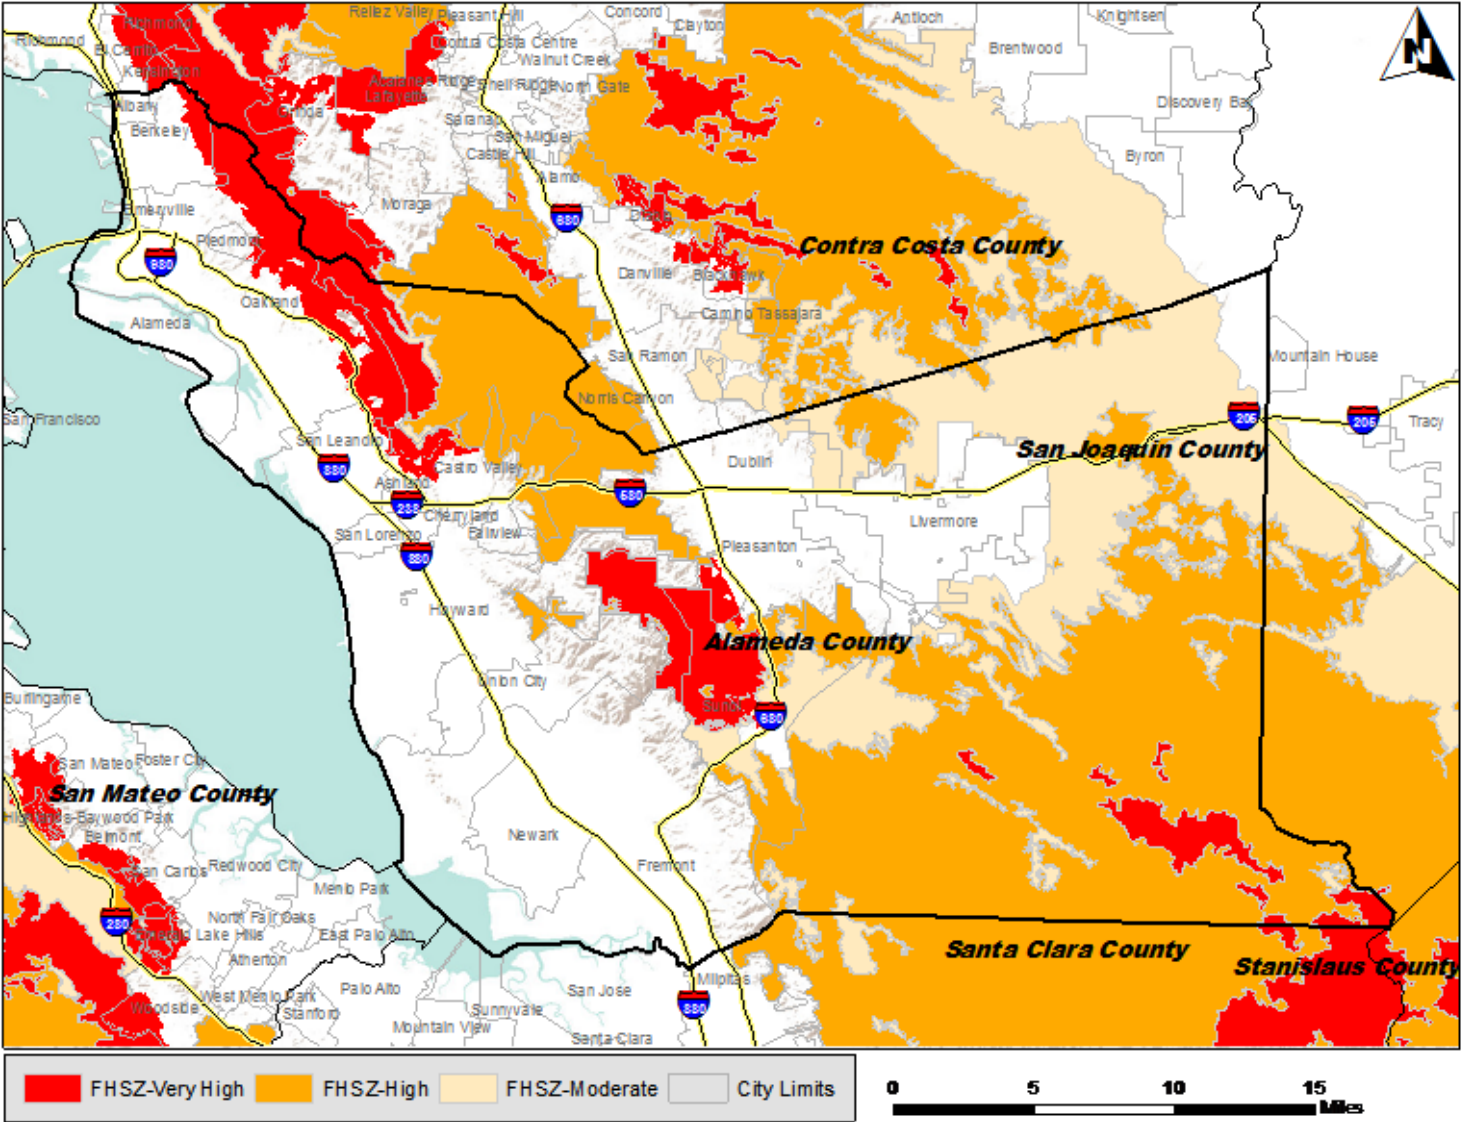 Reliez Valley
Pleasant Hill
Concord
Clayton
Antioch
Knightsen
N
Richmond
Richmond
El Cerrito
Kensington
Contra Costa Centre
Walnut Creek
Brentwood
Acalanes Ridge
Shell Ridge
North Gate
Lafayette
Discovery Bay
Albany
Orinda
Saranap
Berkeley
San Miguel
Castle Hill
Byron
Alamo
Moraga
Emeryville
Diablo
680
Piedmont
Contra Costa County
880
Danville
Blackhawk
Oakland
Camino Tassajara
Alameda
San Ramon
Mountain House
Norris Canyon
San Francisco
205
205
Tracy
San Leandro
San Joaquin County
880
Castro Valley
Dublin
Ashland
580
238
Cherryland
Livermore
San Lorenzo
Fairview
880
Pleasanton
Hayward
Alameda County
Union City
Burlingame
Sunol
680
San Mateo
Foster City
San Mateo County
Highlands-Baywood Park
Belmont
Newark
San Carlos
Redwood City
Fremont
Menlo Park
280
North Fair Oaks
Emerald Lake Hills
East Palo Alto
Santa Clara County
Atherton
Stanislaus County
Milpitas
Palo Alto
San Jose
West Menlo Park
Woodside
Stanford
Sunnyvale
880
Mountain View
Santa Clara
FHSZ-Very High
FHSZ-High
FHSZ-Moderate
City Limits
0 5 10 15
Miles